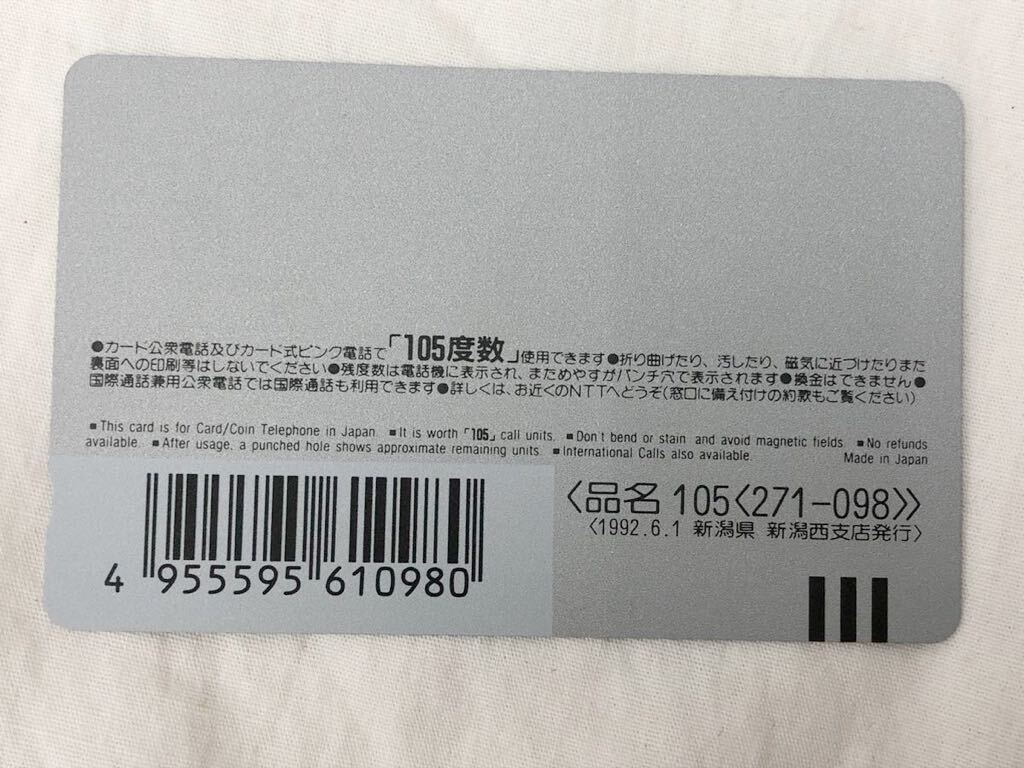 ●カード公衆電話及びカード式ピンク電話で「105度数」使用できます●折り曲げたり、汚したり、磁気に近づけたりまた
裏面への印刷等はしないでください●残度数は電話機に表示され、まためやすがパンチ穴で表示されます●換金はできません●
国際通話兼用公衆電話では国際通話も利用できます●詳しくは、お近くのNTTへどうぞ(窓口に備え付けの約款もご覧ください)
■This card is for Card/Coin Telephone in Japan. ■It is worth「105」call units. ■Don't bend or stain and avoid magnetic fields. ■No refunds
available. ■After usage, a punched hole shows approximate remaining units. ■International Calls also available. Made in Japan
〈品名 105〈271-098〉〉
〈1992.6.1 新潟県 新潟西支店発行〉
4 955595 610980